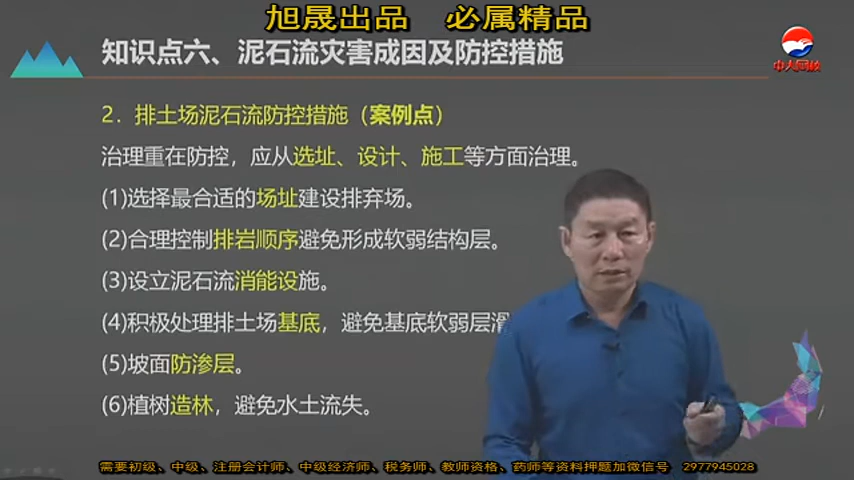 旭晟出品 必属精品
知识点六、泥石流灾害成因及防控措施
2．排土场泥石流防控措施（案例点）
治理重在防控，应从选址、设计、施工等方面治理。
(1)选择最合适的场址建设排弃场。
(2)合理控制排岩顺序避免形成软弱结构层。
(3)设立泥石流消能设施。
(4)积极处理排土场基底，避免基底软弱层滑
(5)坡面防渗层。
(6)植树造林，避免水土流失。
需要初级、中级、注册会计师、中级经济师、税务师、教师资格、药师等资料押题加微信号 2977945028